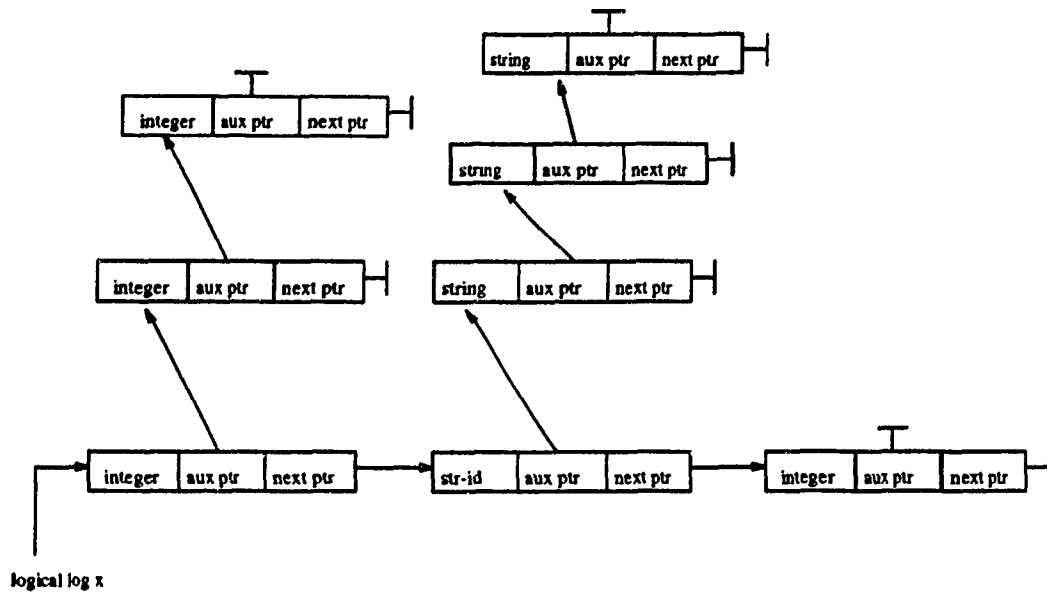 string aux ptr next ptr
integer aux ptr next ptr
string aux ptr next ptr
integer aux ptr next ptr
string aux ptr next ptr
integer aux ptr next ptr
str-id aux ptr next ptr
integer aux ptr next ptr
logical log x